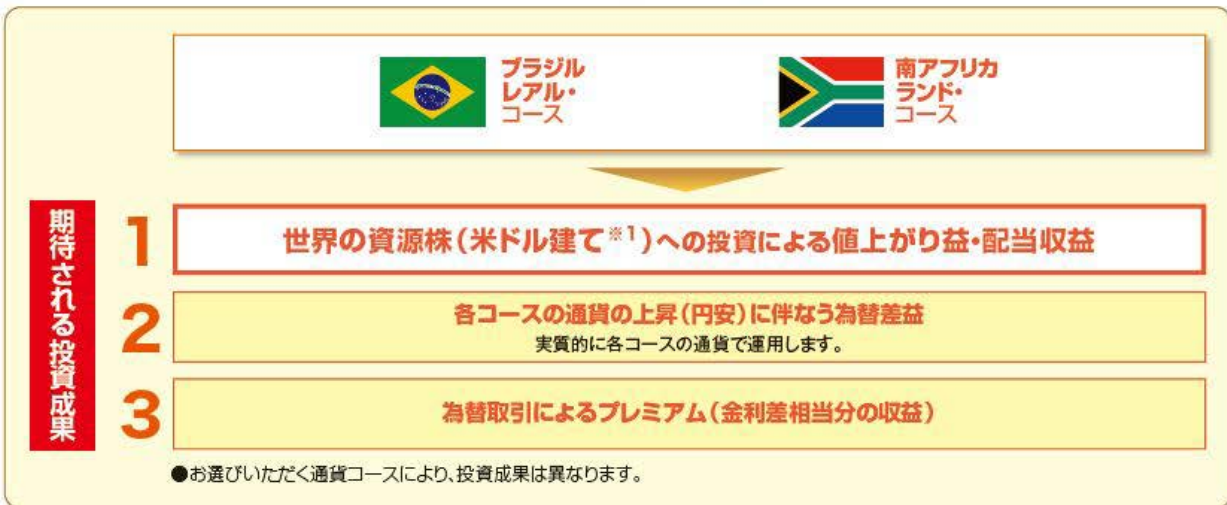 ブラジル
レアル・
コース
南アフリカ
ランド・
コース
期待される投資成果
1
世界の資源株(米ドル建て※1)への投資による値上がり益・配当収益
2
各コースの通貨の上昇(円安)に伴なう為替差益
実質的に各コースの通貨で運用します。
3
為替取引によるプレミアム(金利差相当分の収益)
●お選びいただく通貨コースにより、投資成果は異なります。